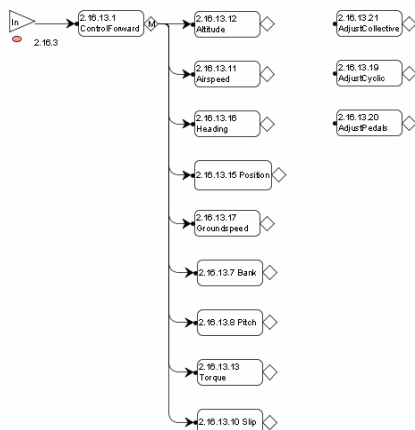 In
2.16.3
2.16.13.1
ControlForward
M
2.16.13.12
Altitude
2.16.13.11
Airspeed
2.16.13.16
Heading
2.16.13.15 Position
2.16.13.17
Groundspeed
2.16.13.7 Bank
2.16.13.8 Pitch
2.16.13.13
Torque
2.16.13.10 Slip
2.16.13.21
AdjustCollective
2.16.13.19
AdjustCyclic
2.16.13.20
AdjustPedals